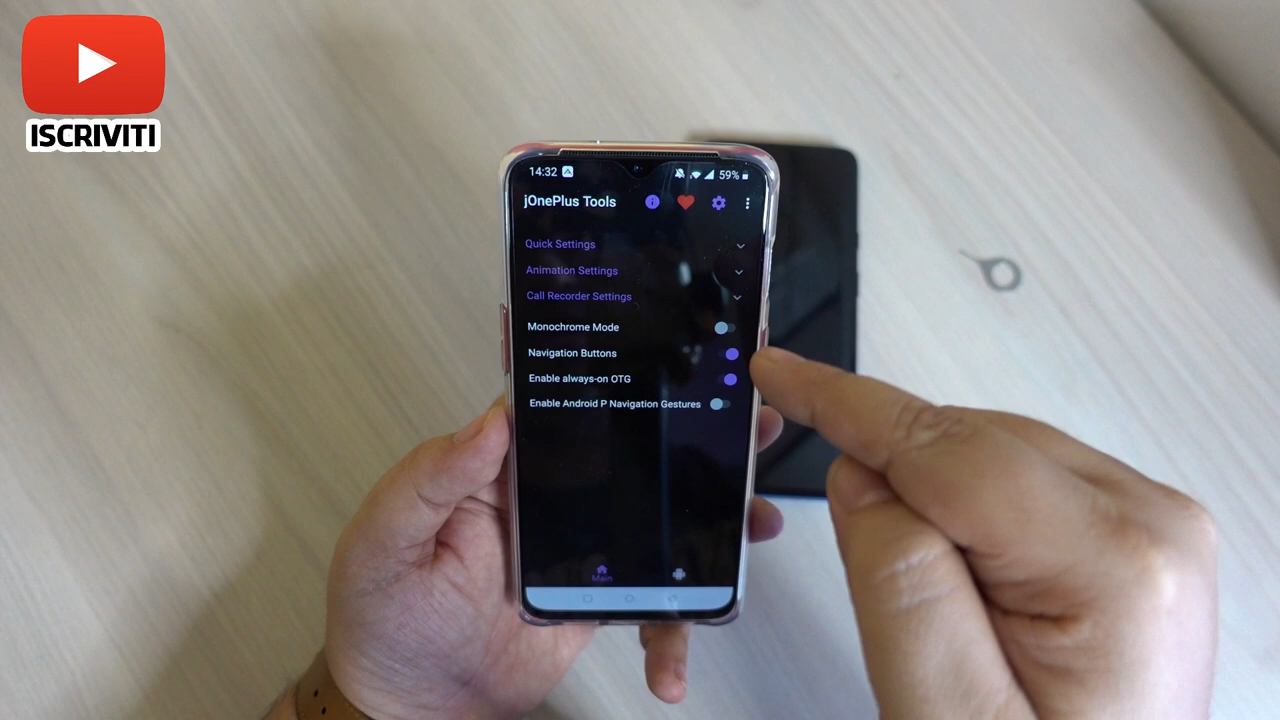 ISCRIVITI
14:32 59%
jOnePlus Tools
Quick Settings
Animation Settings
Call Recorder Settings
Monochrome Mode
Navigation Buttons
Enable always-on OTG
Enable Android P Navigation Gestures
Main